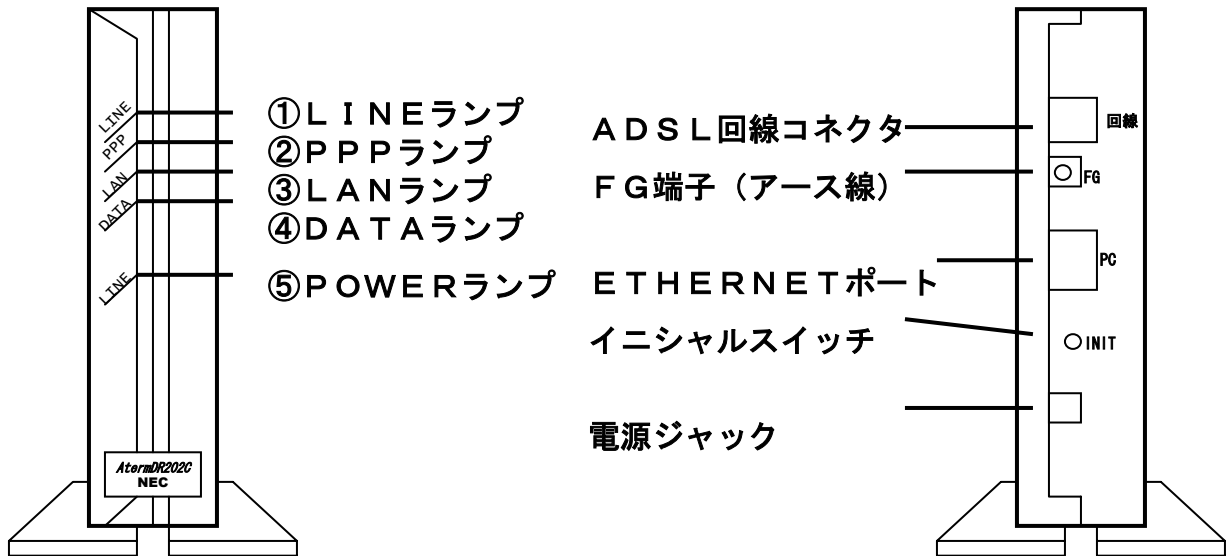 LINE
PPP
LAN
DATA
LINE
①ＬＩＮＥランプ
②ＰＰＰランプ
③ＬＡＮランプ
④ＤＡＴＡランプ
⑤ＰＯＷＥＲランプ
AtermDR202C
NEC
ＡＤＳＬ回線コネクタ
ＦＧ端子（アース線）
ＥＴＨＥＲＮＥＴポート
イニシャルスイッチ
電源ジャック
回線
FG
PC
INIT